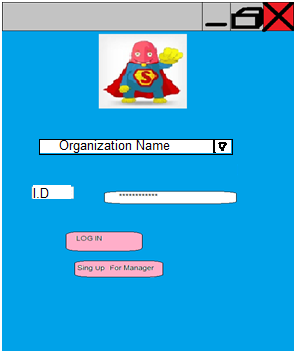 S
Organization Name
I.D
************
LOG IN
Sing up For Manager